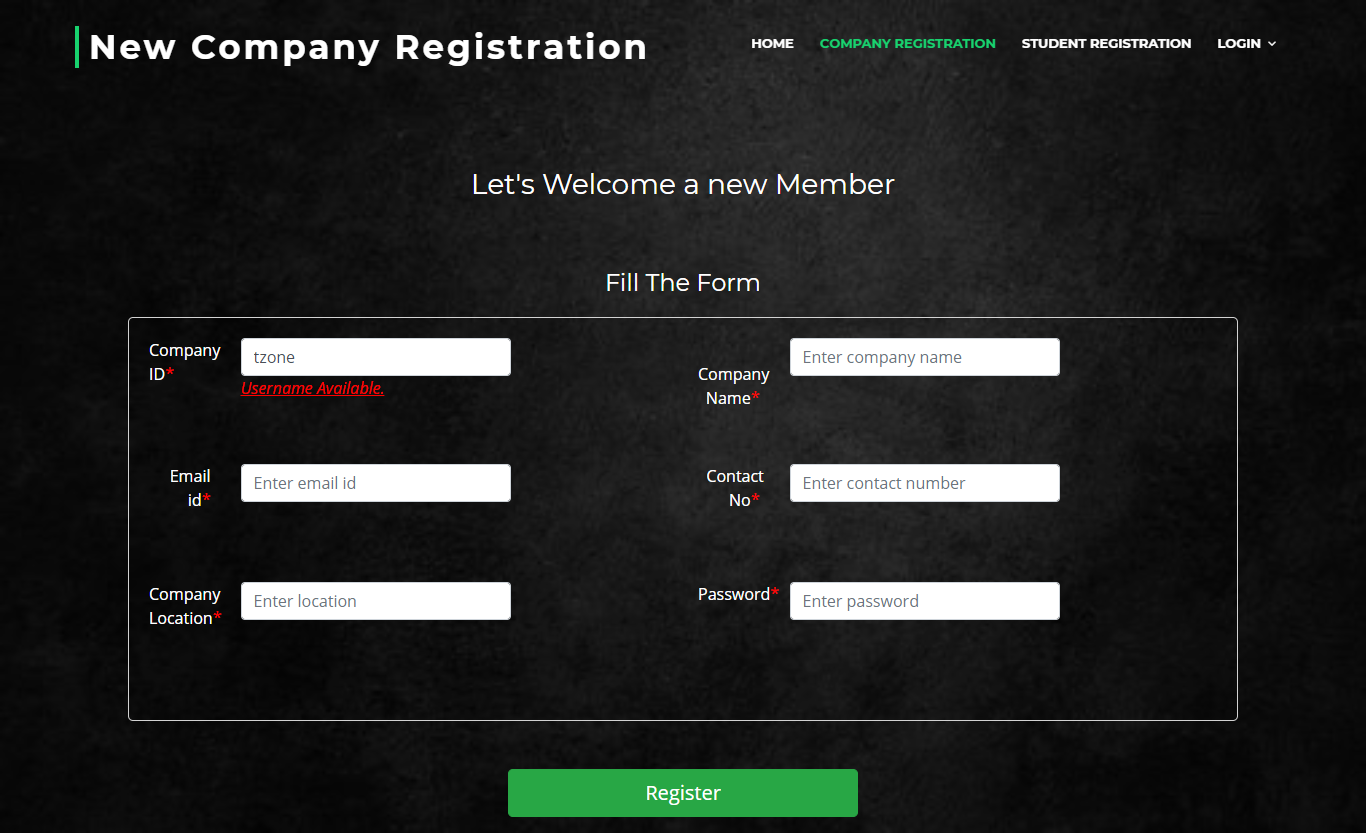 New Company Registration
HOME COMPANY REGISTRATION STUDENT REGISTRATION LOGIN
Let's Welcome a new Member
Fill The Form
Company
ID*
tzone
Username Available.
Company
Name*
Enter company name
Email
id*
Enter email id
Contact
No*
Enter contact number
Company
Location*
Enter location
Password*
Enter password
Register